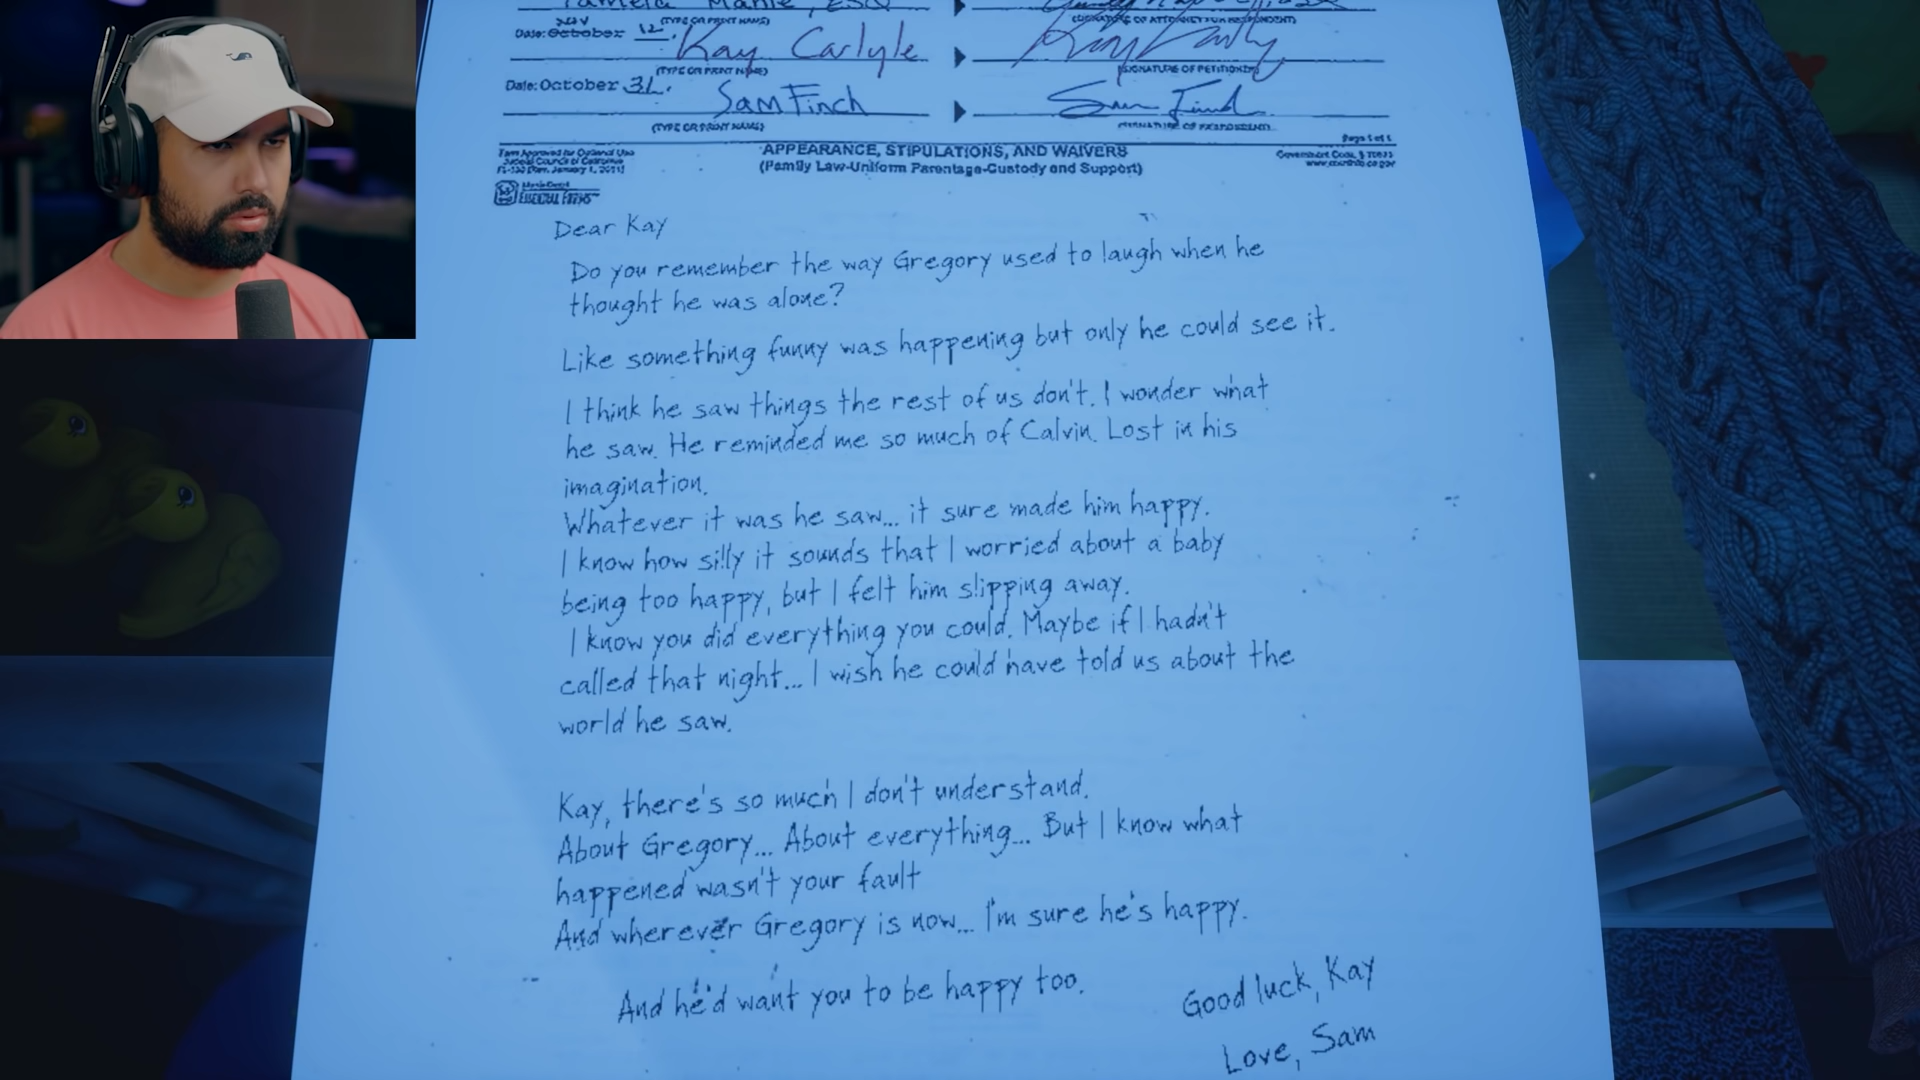 Date: October 12.
Kay Carlyle
(TYPE OR PRINT NAME)
(SIGNATURE OF PETITIONER)
Date: October 31.
Sam Finch
Sam Finch
(TYPE OR PRINT NAME)
(SIGNATURE OF RESPONDENT)
Page 1 of 1
APPEARANCE, STIPULATIONS, AND WAIVERS
(Family Law-Uniform Parentage-Custody and Support)
Dear Kay
Do you remember the way Gregory used to laugh when he
thought he was alone?
Like something funny was happening but only he could see it.
I think he saw things the rest of us don't. I wonder what
he saw. He reminded me so much of Calvin. Lost in his
imagination.
Whatever it was he saw... it sure made him happy.
I know how silly it sounds that I worried about a baby
being too happy, but I felt him slipping away.
I know you did everything you could. Maybe if I hadn't
called that night... I wish he could have told us about the
world he saw.
Kay, there's so much I don't understand.
About Gregory... About everything... But I know what
happened wasn't your fault
And wherever Gregory is now... I'm sure he's happy.
And he'd want you to be happy too.
Good luck, Kay
Love, Sam